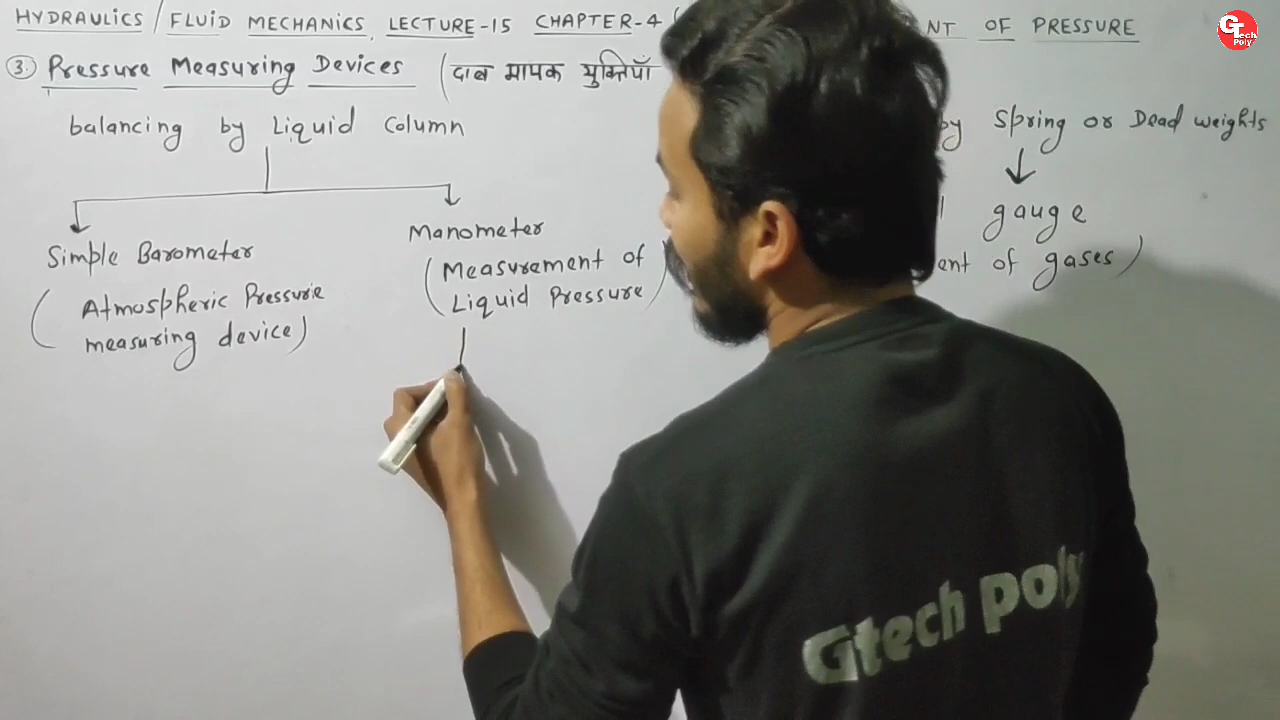 HYDRAULICS / FLUID MECHANICS, LECTURE-15 CHAPTER-4 ( NT OF PRESSURE
③ Pressure Measuring Devices (दाब मापक युक्तियाँ
balancing by Liquid Column
by Spring or Dead weights
Simple Barometer
(Atmospheric Pressure
measuring device)
Manometer
(Measurement of
Liquid Pressure)
l gauge
ent of gases)
Gtech poly
GTech
Poly